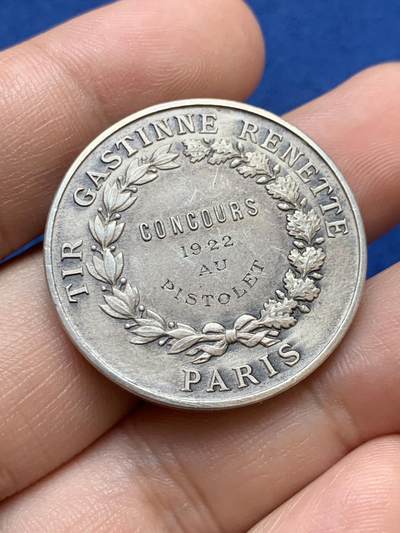 TIR GASTINNE RENETTE
CONCOURS
1922
AU
PISTOLET
PARIS